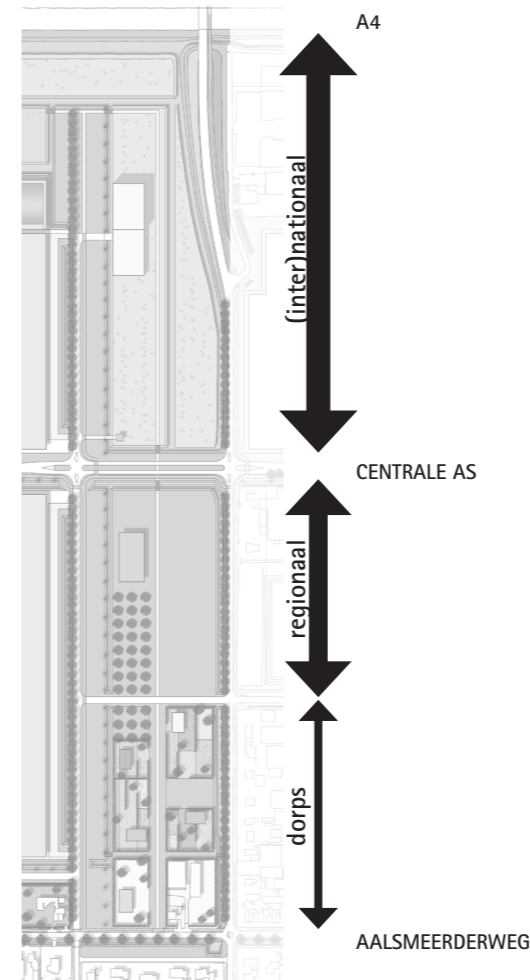 A4
(inter)nationaal
CENTRALE AS
regionaal
dorps
AALSMEERDERWEG